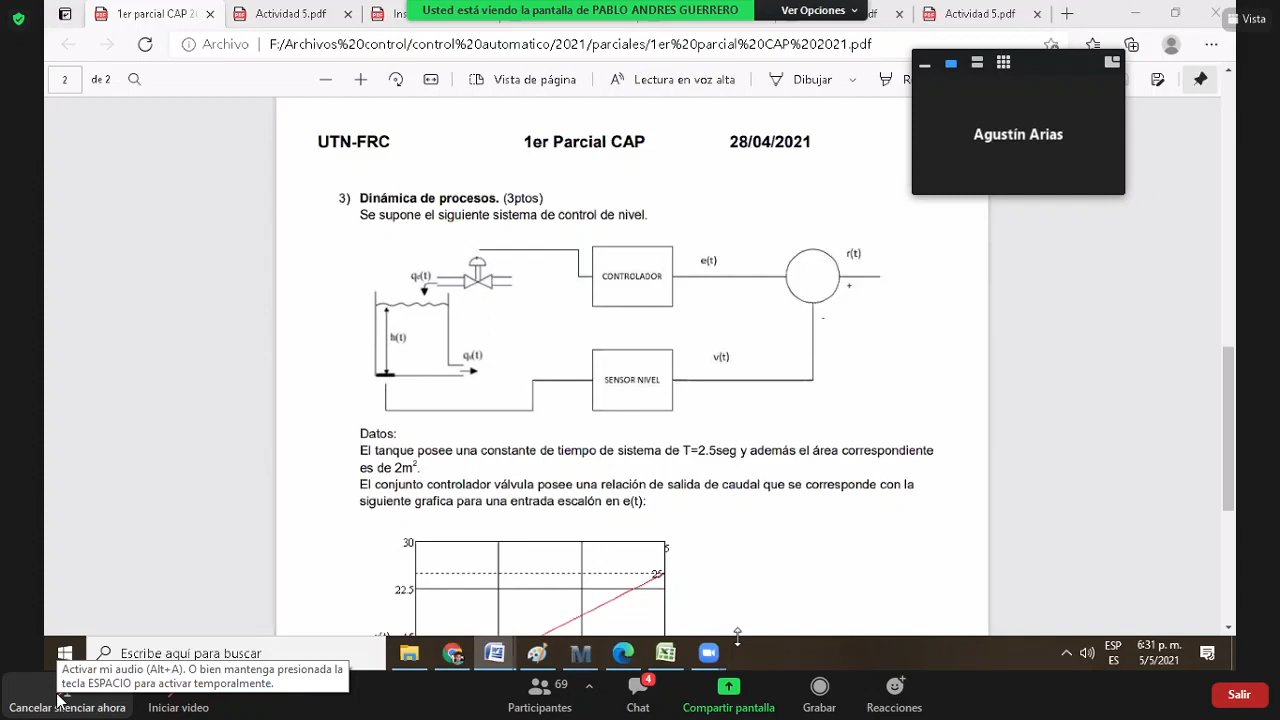 1er parcial CAP
Actividad 5.pdf
Ins
Usted está viendo la pantalla de PABLO ANDRES GUERRERO
Ver Opciones
df
Actividad 5.pdf
Vista
Archivo
F:/Archivos%20control/control%20automatico/2021/parciales/1er%20parcial%20CAP%202021.pdf
2
de 2
Vista de página
Lectura en voz alta
Dibujar
Agustín Arias
UTN-FRC
1er Parcial CAP
28/04/2021
3) Dinámica de procesos. (3ptos)
Se supone el siguiente sistema de control de nivel.
CONTROLADOR
e(t)
r(t)
+
h(t)
SENSOR NIVEL
v(t)
-
Datos:
El tanque posee una constante de tiempo de sistema de T=2.5seg y además el área correspondiente
es de 2m².
El conjunto controlador válvula posee una relación de salida de caudal que se corresponde con la
siguiente grafica para una entrada escalón en e(t):
30
25
22.5
Escribe aquí para buscar
ESP
ES
6:31 p. m.
5/5/2021
Activar mi audio (Alt+A). O bien mantenga presionada la
tecla ESPACIO para activar temporalmente.
Cancelar silenciar ahora
Iniciar video
69
Participantes
4
Chat
Compartir pantalla
Grabar
Reacciones
Salir